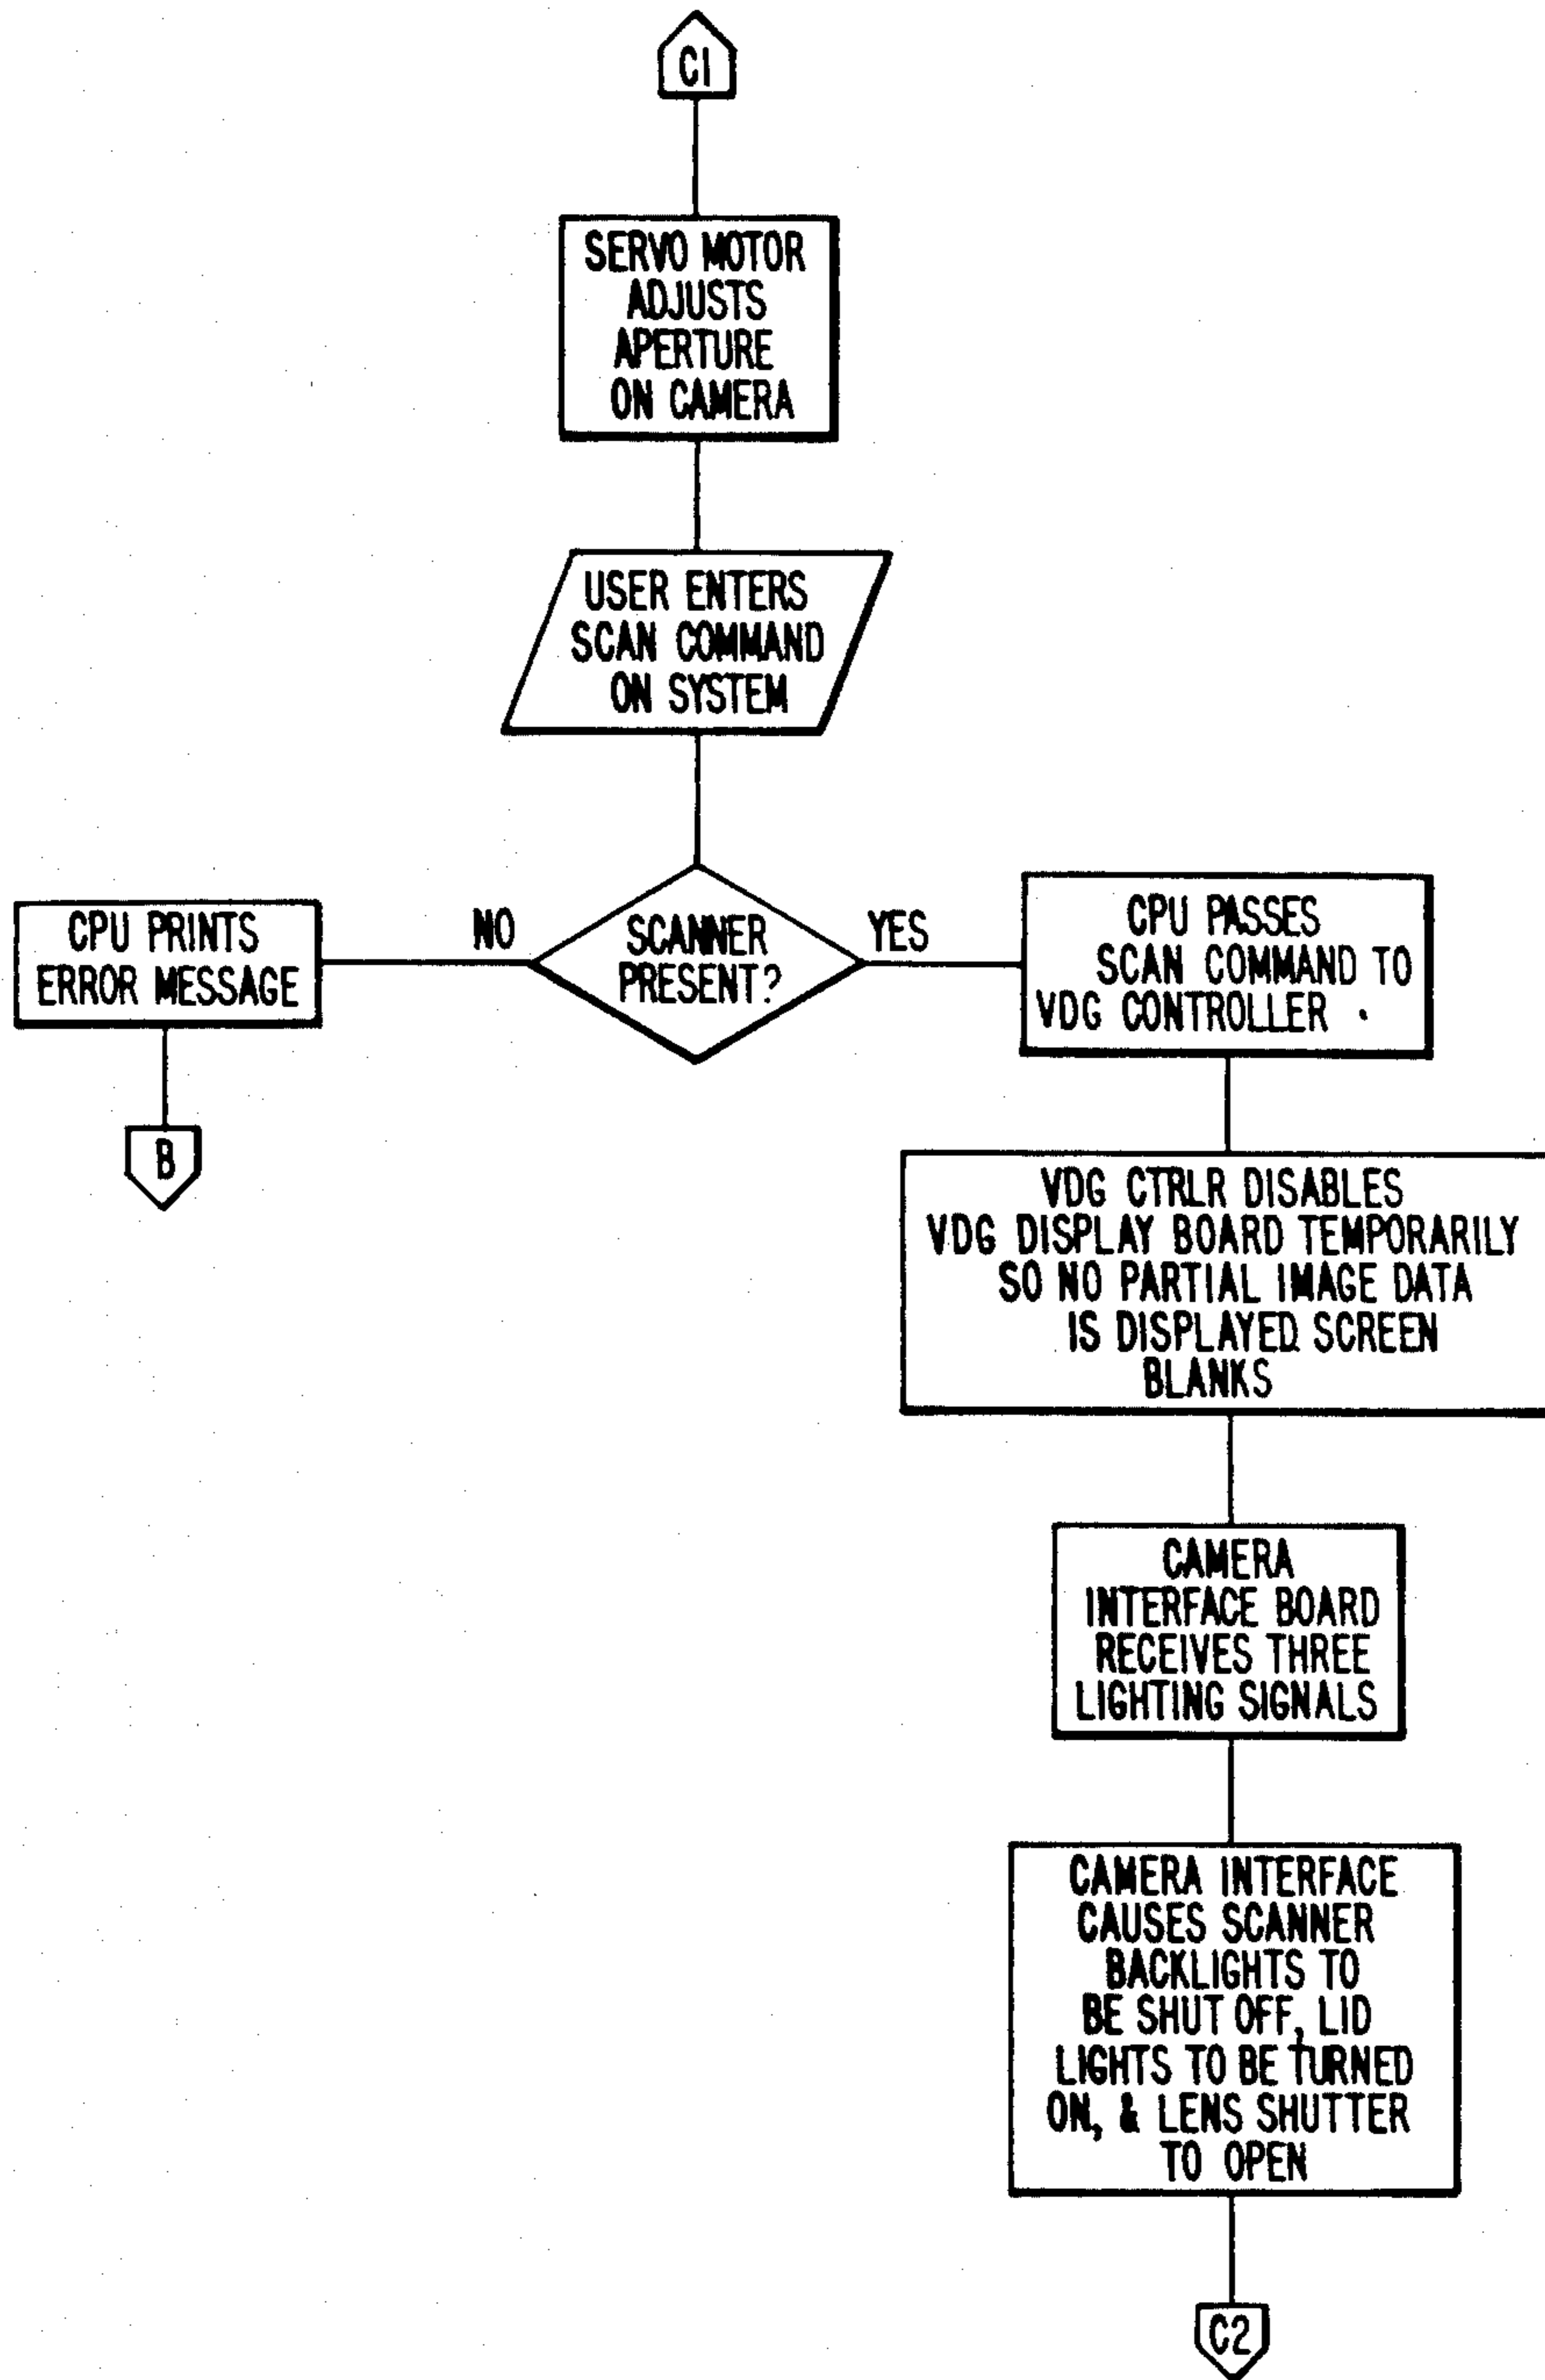 C1
SERVO MOTOR
ADJUSTS
APERTURE
ON CAMERA
USER ENTERS
SCAN COMMAND
ON SYSTEM
SCANNER
PRESENT?
NO
YES
CPU PRINTS
ERROR MESSAGE
B
CPU PASSES
SCAN COMMAND TO
VDG CONTROLLER .
VDG CTRLR DISABLES
VDG DISPLAY BOARD TEMPORARILY
SO NO PARTIAL IMAGE DATA
IS DISPLAYED SCREEN
BLANKS
CAMERA
INTERFACE BOARD
RECEIVES THREE
LIGHTING SIGNALS
CAMERA INTERFACE
CAUSES SCANNER
BACKLIGHTS TO
BE SHUT OFF, LID
LIGHTS TO BE TURNED
ON, & LENS SHUTTER
TO OPEN
C2